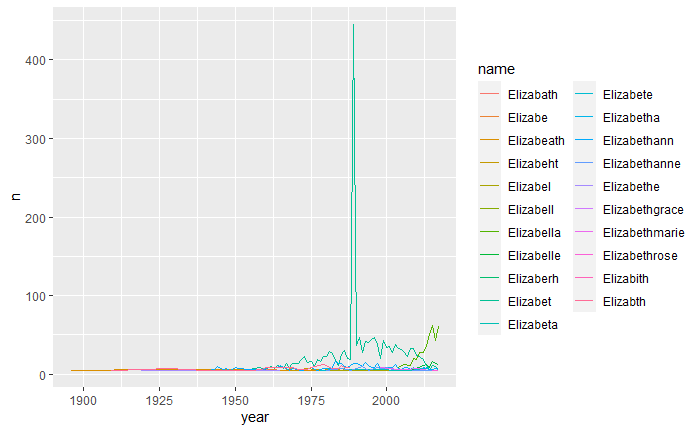 400
300
200
100
0
n
1900
1925
1950
1975
2000
year
name
Elizabath
Elizabe
Elizabeath
Elizabeht
Elizabel
Elizabell
Elizabella
Elizabelle
Elizaberh
Elizabet
Elizabeta
Elizabete
Elizabetha
Elizabethann
Elizabethanne
Elizabethe
Elizabethgrace
Elizabethmarie
Elizabethrose
Elizabith
Elizabth